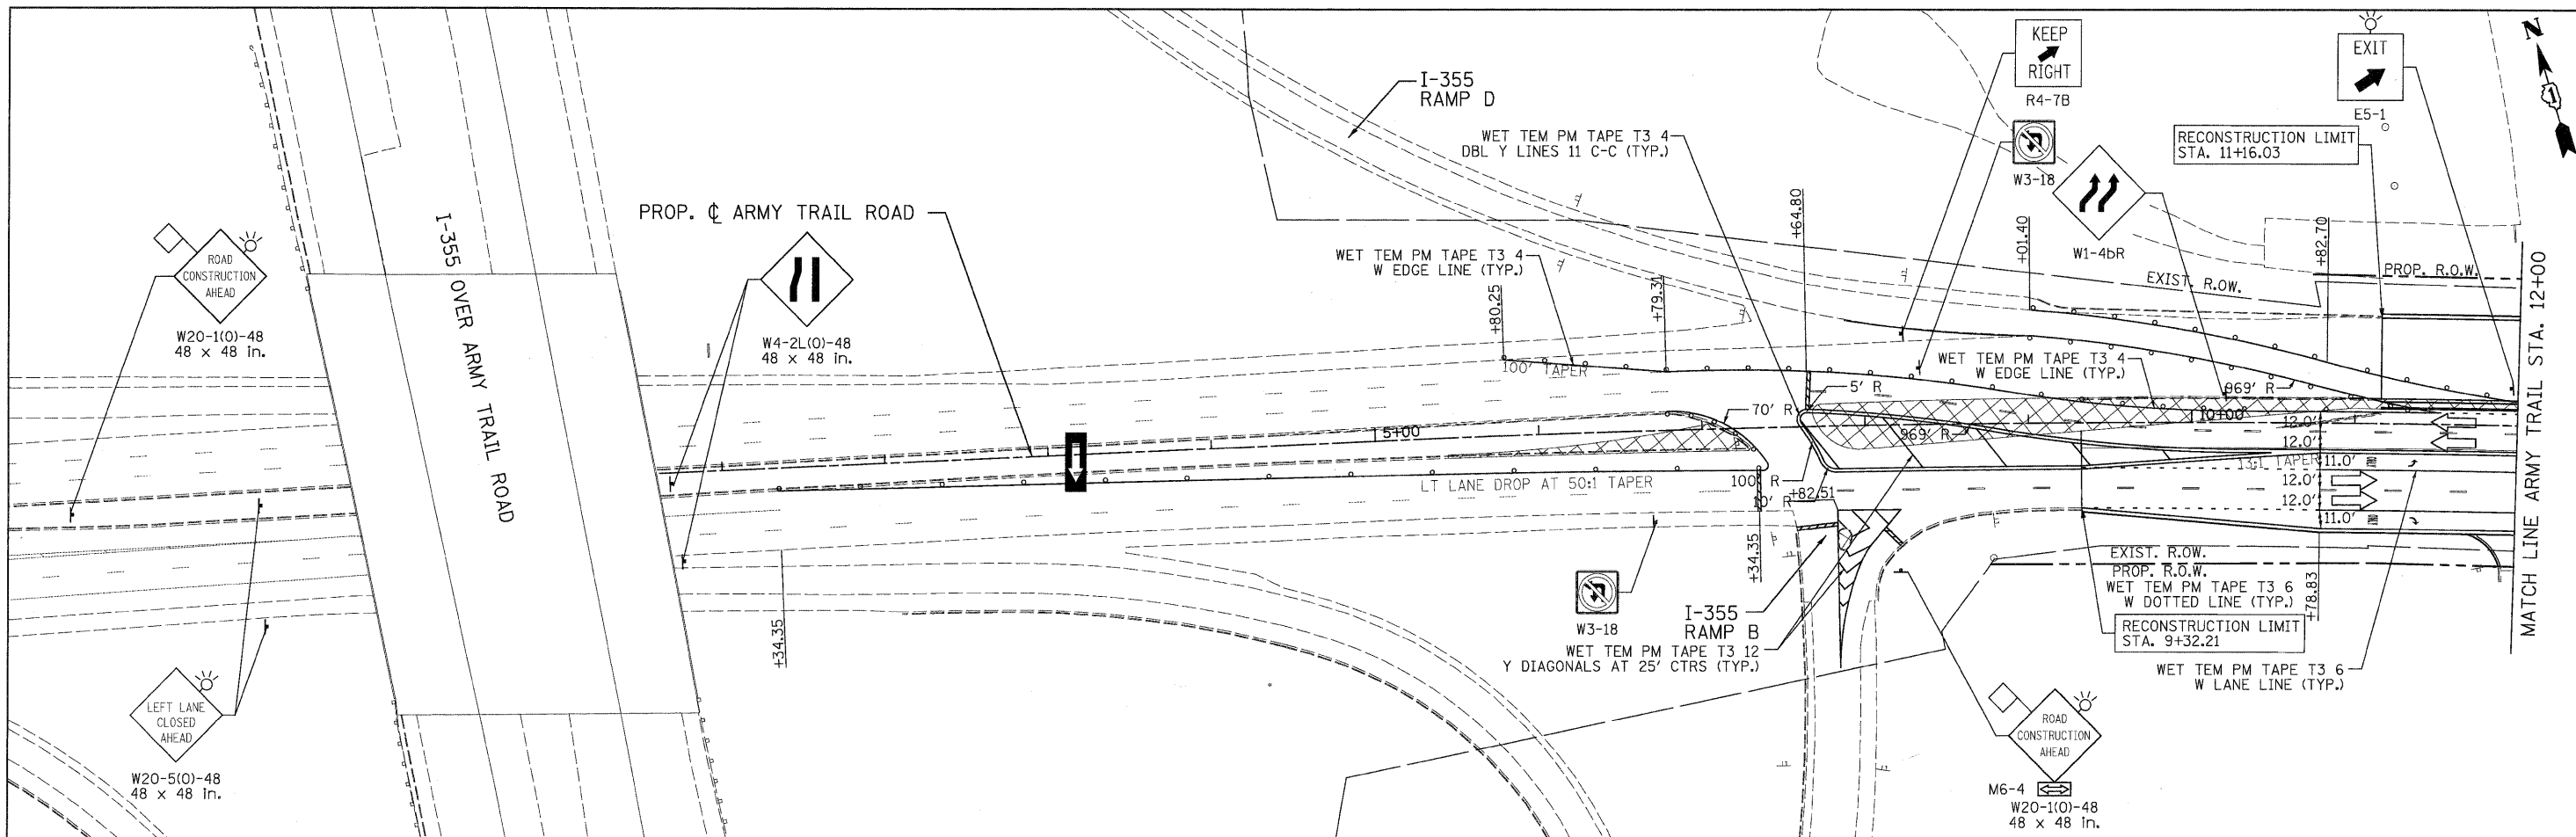 KEEP
RIGHT
R4-7B
EXIT
E5-1
N
1
I-355
RAMP D
WET TEM PM TAPE T3 4
DBL Y LINES 11 C-C (TYP.)
W3-18
RECONSTRUCTION LIMIT
STA. 11+16.03
W1-4bR
PROP. ℄ ARMY TRAIL ROAD
I-355 OVER ARMY TRAIL ROAD
ROAD
CONSTRUCTION
AHEAD
W20-1(O)-48
48 x 48 in.
W4-2L(O)-48
48 x 48 in.
WET TEM PM TAPE T3 4
W EDGE LINE (TYP.)
+80.25
+79.31
+64.80
+01.40
+82.70
EXIST. R.O.W.
PROP. R.O.W.
MATCH LINE ARMY TRAIL STA. 12+00
WET TEM PM TAPE T3 4
W EDGE LINE (TYP.)
100' TAPER
5' R
969' R
70' R
10+00
5+00
969' R
12.0'
12.0'
11.0'
12.0'
12.0'
11.0'
13:1 TAPER
LT LANE DROP AT 50:1 TAPER
100' R
+82.51
10' R
+34.35
+34.35
EXIST. R.O.W.
PROP. R.O.W.
WET TEM PM TAPE T3 6
W DOTTED LINE (TYP.)
+78.83
RECONSTRUCTION LIMIT
STA. 9+32.21
W3-18
I-355
RAMP B
WET TEM PM TAPE T3 12
Y DIAGONALS AT 25' CTRS (TYP.)
WET TEM PM TAPE T3 6
W LANE LINE (TYP.)
LEFT LANE
CLOSED
AHEAD
W20-5(O)-48
48 x 48 in.
ROAD
CONSTRUCTION
AHEAD
M6-4
W20-1(O)-48
48 x 48 in.